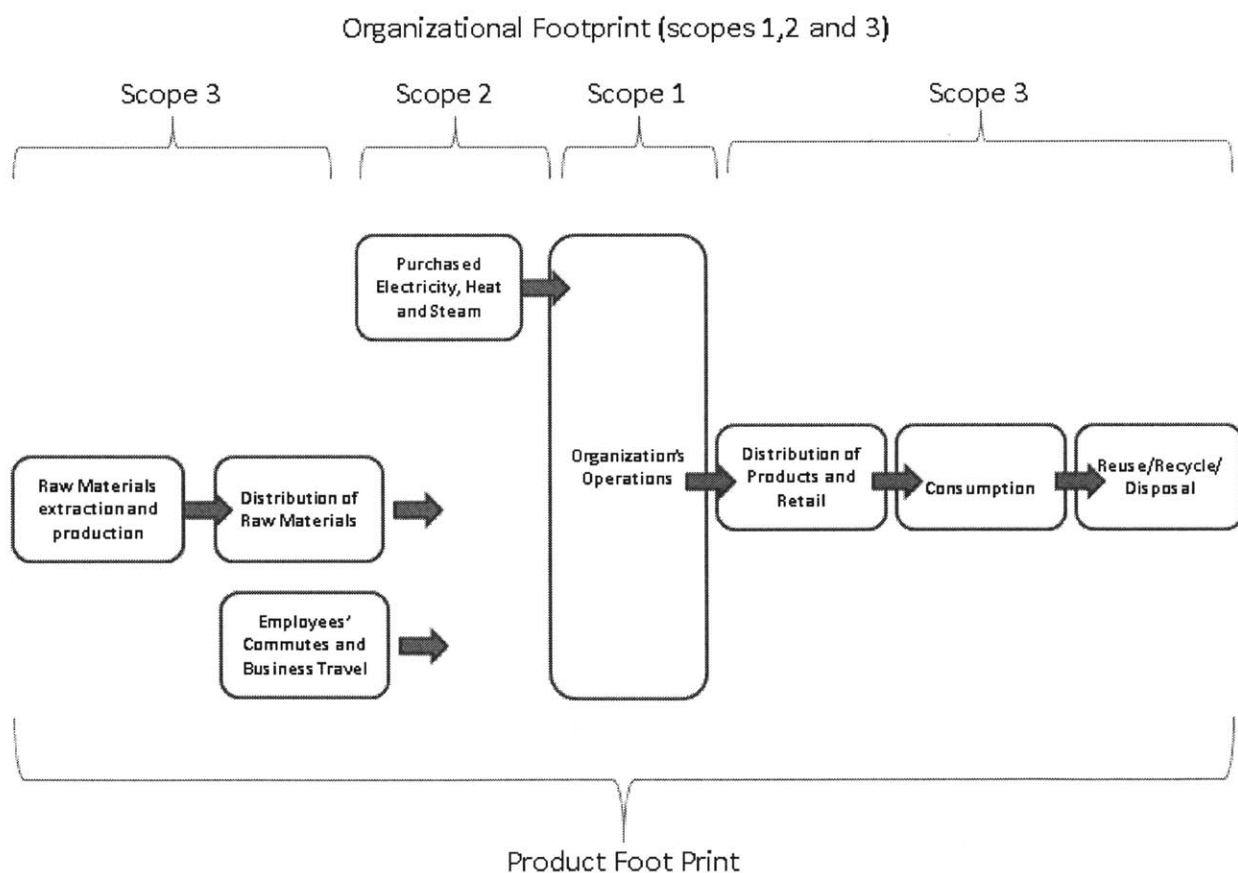 Organizational Footprint (scopes 1,2 and 3)
Scope 3
Scope 2
Scope 1
Scope 3
Purchased
Electricity, Heat
and Steam
Raw Materials
extraction and
production
Distribution of
Raw Materials
Employees'
Commutes and
Business Travel
Organization's
Operations
Distribution of
Products and
Retail
Consumption
Reuse/Recycle/
Disposal
Product Foot Print